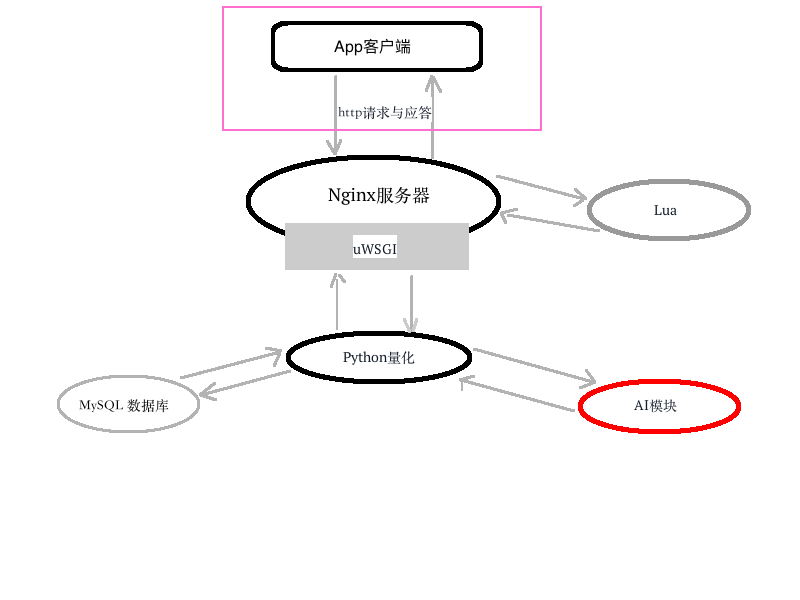 App客户端
http请求与应答
Nginx服务器
Lua
uWSGI
Python量化
MySQL 数据库
AI模块